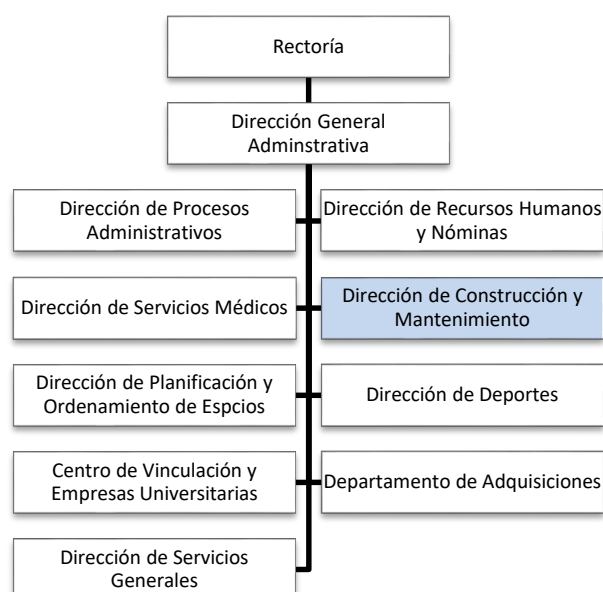 Rectoría
Dirección General
Adminstrativa
Dirección de Procesos
Administrativos
Dirección de Recursos Humanos
y Nóminas
Dirección de Servicios Médicos
Dirección de Construcción y
Mantenimiento
Dirección de Planificación y
Ordenamiento de Espcios
Dirección de Deportes
Centro de Vinculación y
Empresas Universitarias
Departamento de Adquisiciones
Dirección de Servicios
Generales